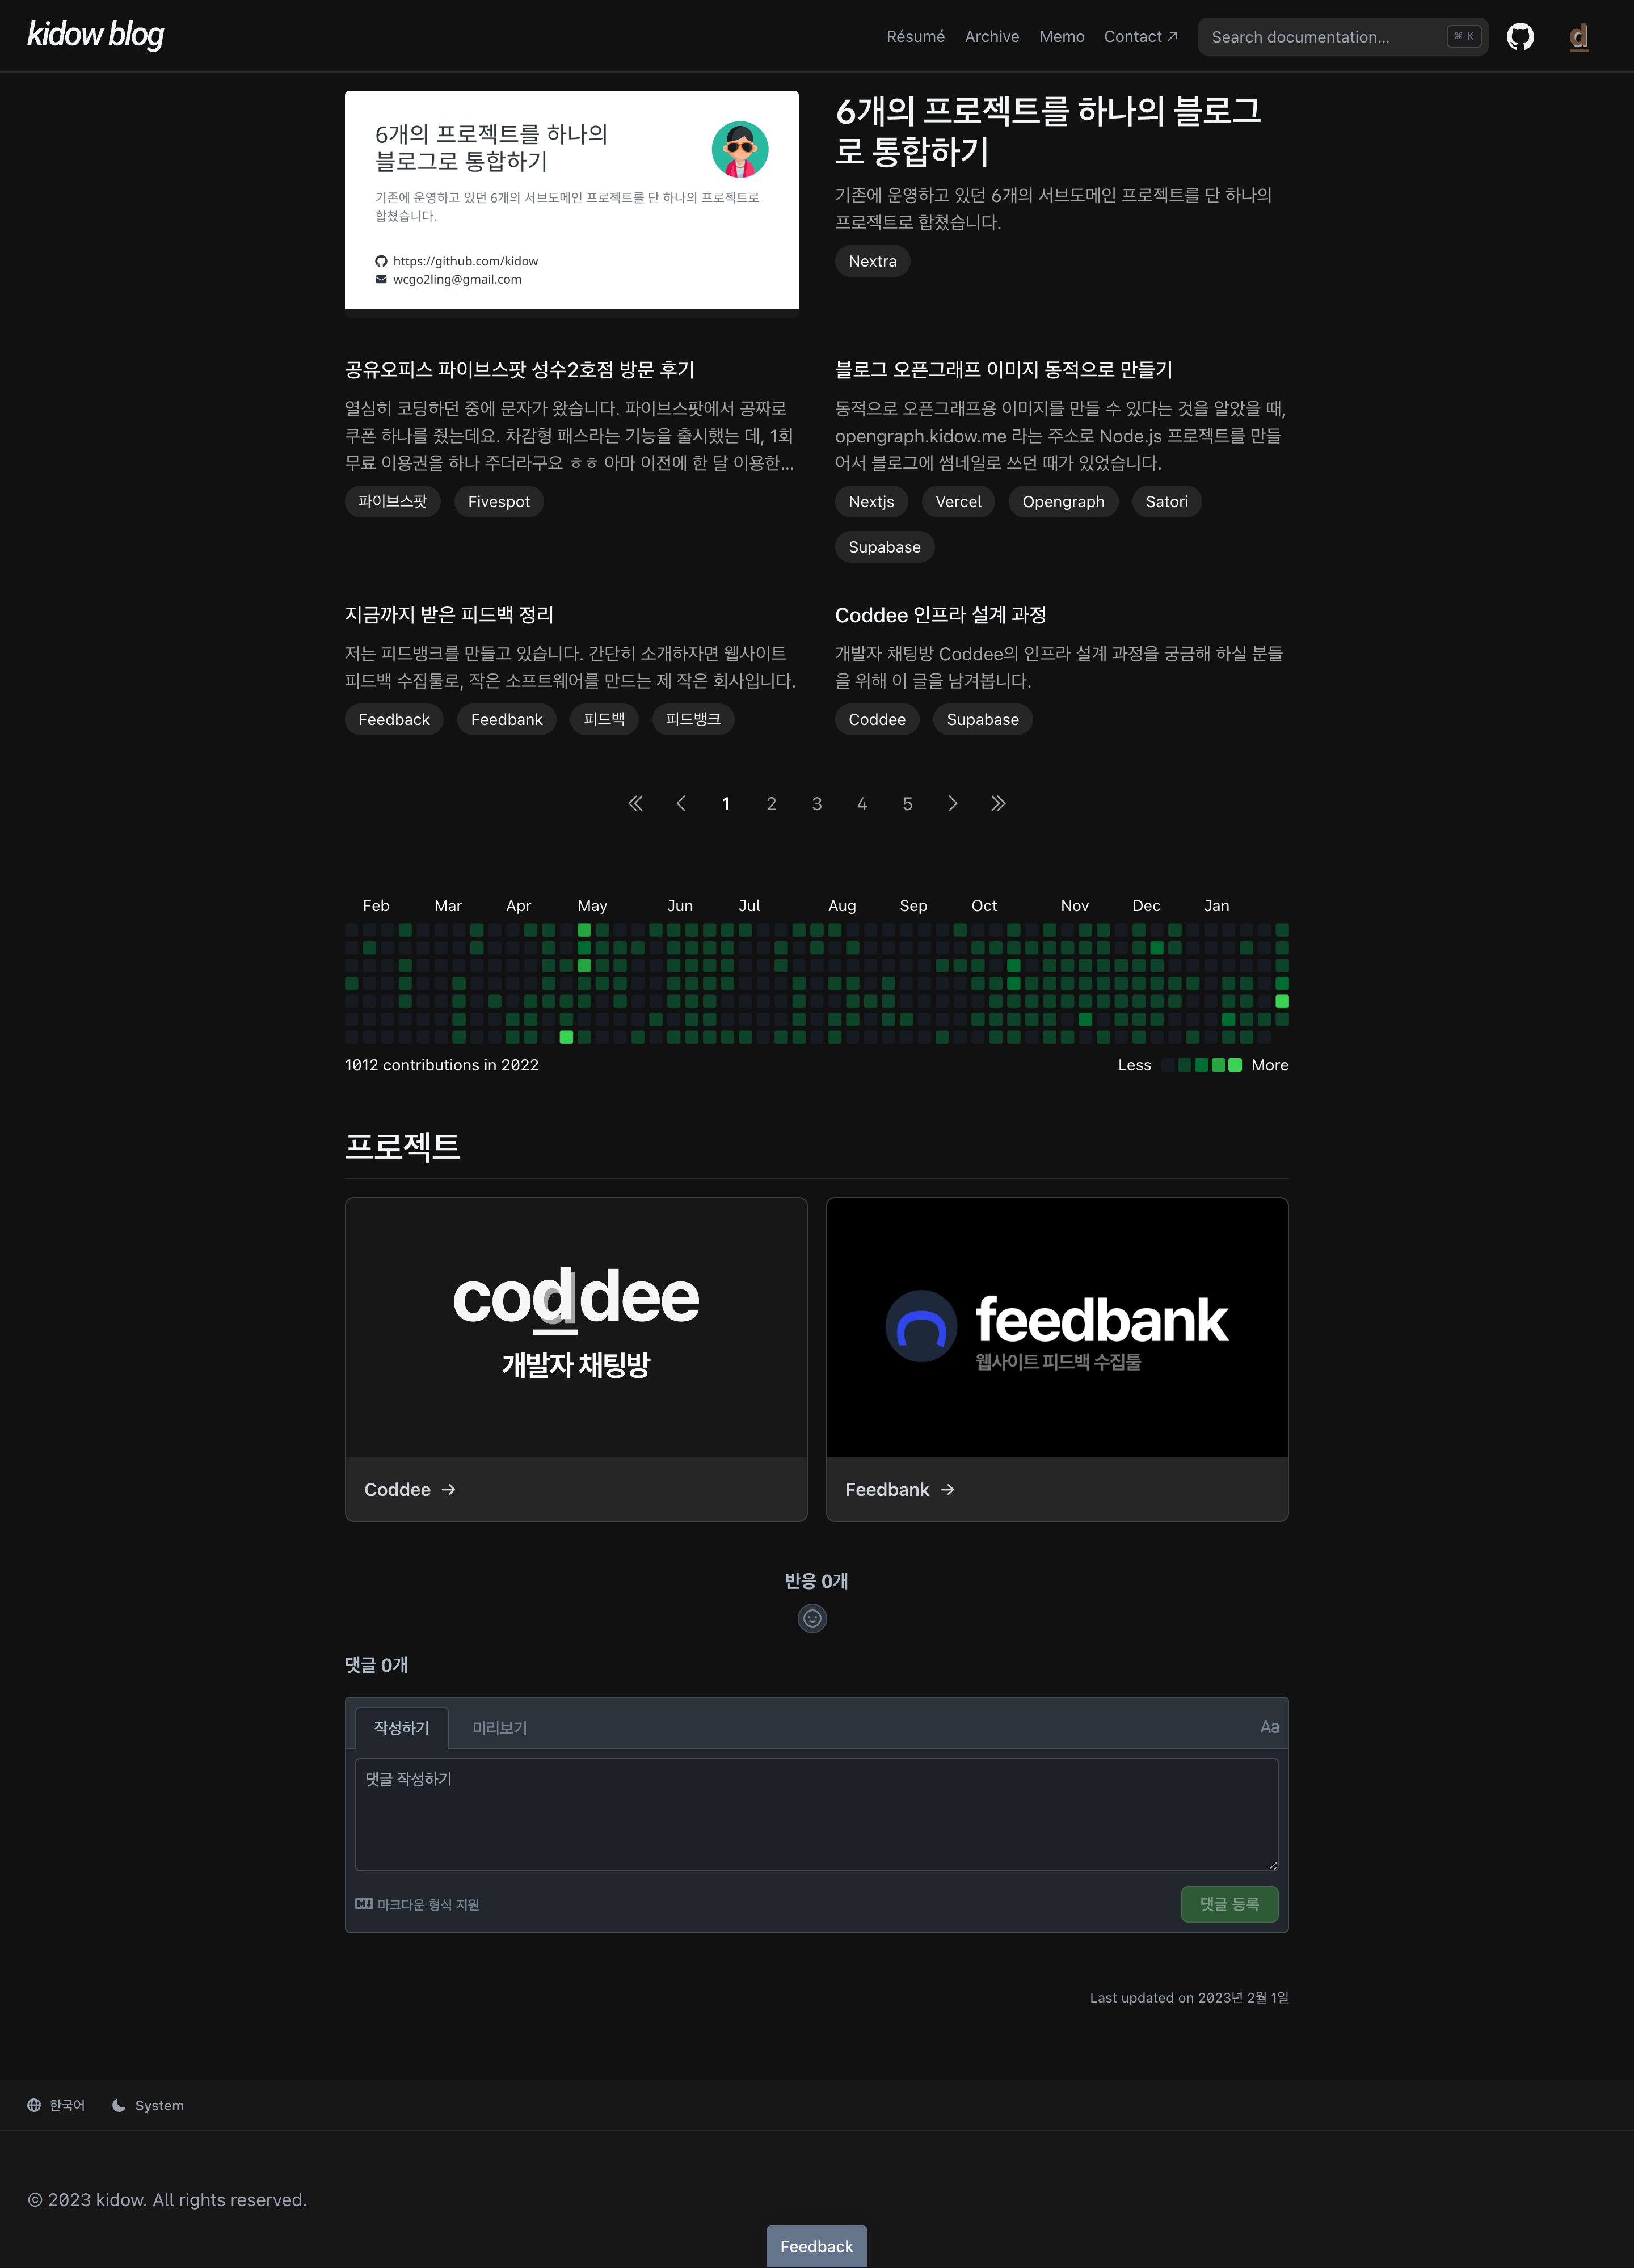 kidow blog
Résumé Archive Memo Contact ↗ Search documentation... ⌘ K
6개의 프로젝트를 하나의
블로그로 통합하기
기존에 운영하고 있던 6개의 서브도메인 프로젝트를 단 하나의 프로젝트로
합쳤습니다.
https://github.com/kidow
wcgo2ling@gmail.com
6개의 프로젝트를 하나의 블로그
로 통합하기
기존에 운영하고 있던 6개의 서브도메인 프로젝트를 단 하나의
프로젝트로 합쳤습니다.
Nextra
공유오피스 파이브스팟 성수2호점 방문 후기
열심히 코딩하던 중에 문자가 왔습니다. 파이브스팟에서 공짜로
쿠폰 하나를 줬는데요. 차감형 패스라는 기능을 출시했는 데, 1회
무료 이용권을 하나 주더라구요 ㅎㅎ 아마 이전에 한 달 이용한...
파이브스팟 Fivespot
블로그 오픈그래프 이미지 동적으로 만들기
동적으로 오픈그래프용 이미지를 만들 수 있다는 것을 알았을 때,
opengraph.kidow.me 라는 주소로 Node.js 프로젝트를 만들
어서 블로그에 썸네일로 쓰던 때가 있었습니다.
Nextjs Vercel Opengraph Satori
Supabase
지금까지 받은 피드백 정리
저는 피드뱅크를 만들고 있습니다. 간단히 소개하자면 웹사이트
피드백 수집툴로, 작은 소프트웨어를 만드는 제 작은 회사입니다.
Feedback Feedbank 피드백 피드뱅크
Coddee 인프라 설계 과정
개발자 채팅방 Coddee의 인프라 설계 과정을 궁금해 하실 분들
을 위해 이 글을 남겨봅니다.
Coddee Supabase
1 2 3 4 5
Feb Mar Apr May Jun Jul Aug Sep Oct Nov Dec Jan
1012 contributions in 2022
Less More
프로젝트
coddee
개발자 채팅방
Coddee →
feedbank
웹사이트 피드백 수집툴
Feedbank →
반응 0개
댓글 0개
작성하기 미리보기 Aa
댓글 작성하기
마크다운 형식 지원
댓글 등록
Last updated on 2023년 2월 1일
한국어 System
© 2023 kidow. All rights reserved.
Feedback